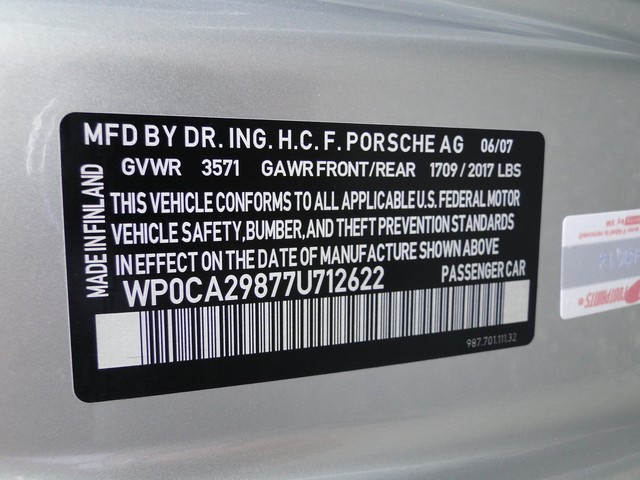 MFD BY DR. ING. H.C. F. PORSCHE AG 06/07
GVWR 3571 GAWR FRONT/REAR 1709 / 2017 LBS
MADE IN FINLAND
THIS VEHICLE CONFORMS TO ALL APPLICABLE U.S. FEDERAL MOTOR
VEHICLE SAFETY, BUMBER, AND THEFT PREVENTION STANDARDS
IN EFFECT ON THE DATE OF MANUFACTURE SHOWN ABOVE
WP0CA29877U712622 PASSENGER CAR
987.701.111.32